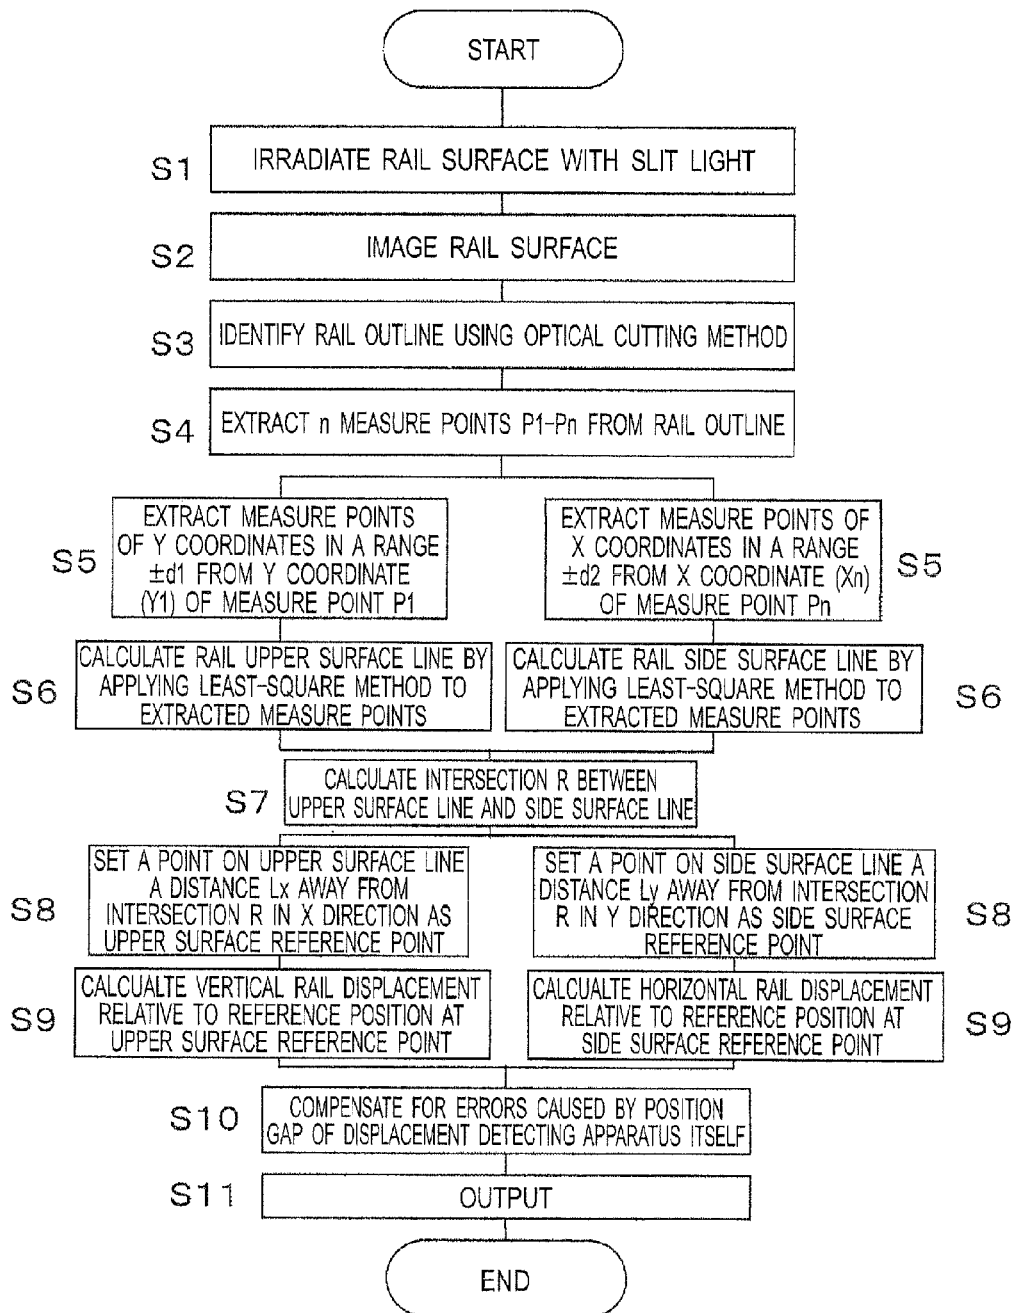 START
S1
IRRADIATE RAIL SURFACE WITH SLIT LIGHT
S2
IMAGE RAIL SURFACE
S3
IDENTIFY RAIL OUTLINE USING OPTICAL CUTTING METHOD
S4
EXTRACT n MEASURE POINTS P1-Pn FROM RAIL OUTLINE
S5
EXTRACT MEASURE POINTS
OF Y COORDINATES IN A RANGE
±d1 FROM Y COORDINATE
(Y1) OF MEASURE POINT P1
EXTRACT MEASURE POINTS OF
X COORDINATES IN A RANGE
±d2 FROM X COORDINATE (Xn)
OF MEASURE POINT Pn
S5
S6
CALCULATE RAIL UPPER SURFACE LINE BY
APPLYING LEAST-SQUARE METHOD TO
EXTRACTED MEASURE POINTS
CALCULATE RAIL SIDE SURFACE LINE BY
APPLYING LEAST-SQUARE METHOD TO
EXTRACTED MEASURE POINTS
S6
S7
CALCULATE INTERSECTION R BETWEEN
UPPER SURFACE LINE AND SIDE SURFACE LINE
S8
SET A POINT ON UPPER SURFACE LINE
A DISTANCE Lx AWAY FROM
INTERSECTION R IN X DIRECTION AS
UPPER SURFACE REFERENCE POINT
SET A POINT ON SIDE SURFACE LINE A
DISTANCE Ly AWAY FROM INTERSECTION
R IN Y DIRECTION AS SIDE SURFACE
REFERENCE POINT
S8
S9
CALCUALTE VERTICAL RAIL DISPLACEMENT
RELATIVE TO REFERENCE POSITION AT
UPPER SURFACE REFERENCE POINT
CALCUALTE HORIZONTAL RAIL DISPLACEMENT
RELATIVE TO REFERENCE POSITION AT
SIDE SURFACE REFERENCE POINT
S9
S10
COMPENSATE FOR ERRORS CAUSED BY POSITION
GAP OF DISPLACEMENT DETECTING APPARATUS ITSELF
S11
OUTPUT
END